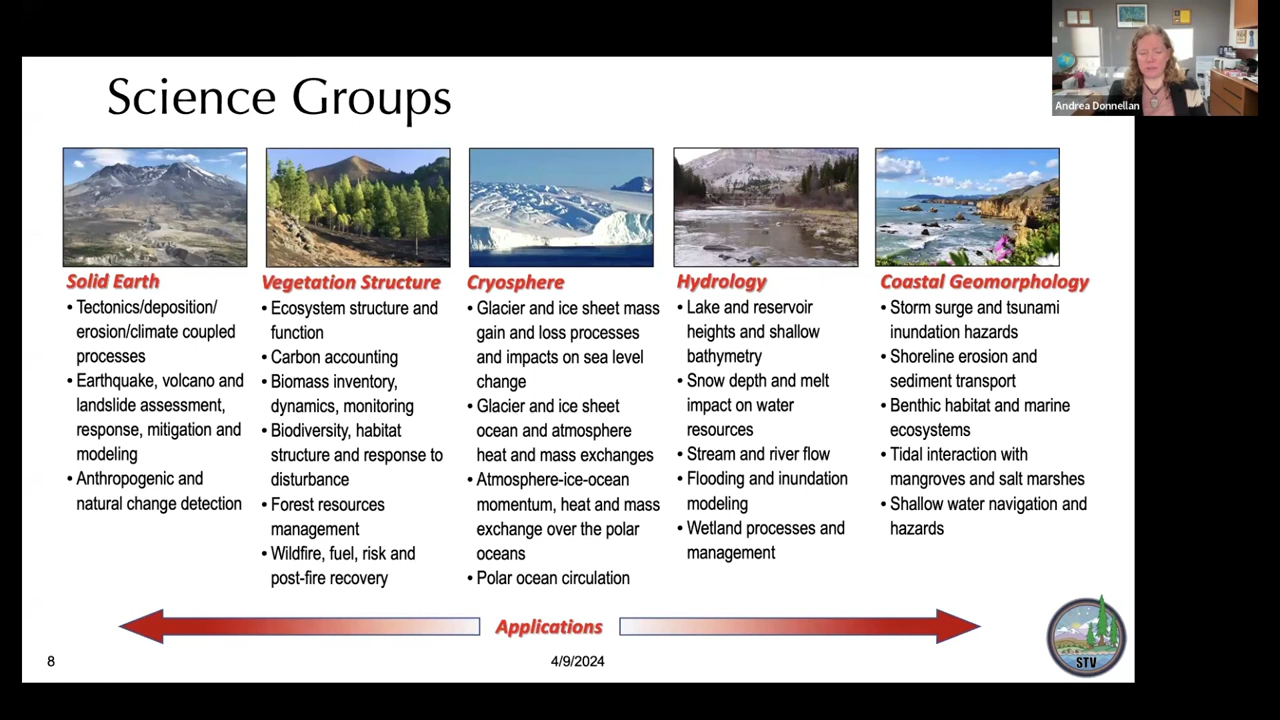 Science Groups
Andrea Donnellan
Solid Earth
• Tectonics/deposition/
erosion/climate coupled
processes
• Earthquake, volcano and
landslide assessment,
response, mitigation and
modeling
• Anthropogenic and
natural change detection
Vegetation Structure
• Ecosystem structure and
function
• Carbon accounting
• Biomass inventory,
dynamics, monitoring
• Biodiversity, habitat
structure and response to
disturbance
• Forest resources
management
• Wildfire, fuel, risk and
post-fire recovery
Cryosphere
• Glacier and ice sheet mass
gain and loss processes
and impacts on sea level
change
• Glacier and ice sheet
ocean and atmosphere
heat and mass exchanges
• Atmosphere-ice-ocean
momentum, heat and mass
exchange over the polar
oceans
• Polar ocean circulation
Hydrology
• Lake and reservoir
heights and shallow
bathymetry
• Snow depth and melt
impact on water
resources
• Stream and river flow
• Flooding and inundation
modeling
• Wetland processes and
management
Coastal Geomorphology
• Storm surge and tsunami
inundation hazards
• Shoreline erosion and
sediment transport
• Benthic habitat and marine
ecosystems
• Tidal interaction with
mangroves and salt marshes
• Shallow water navigation and
hazards
Applications
8
4/9/2024
STV